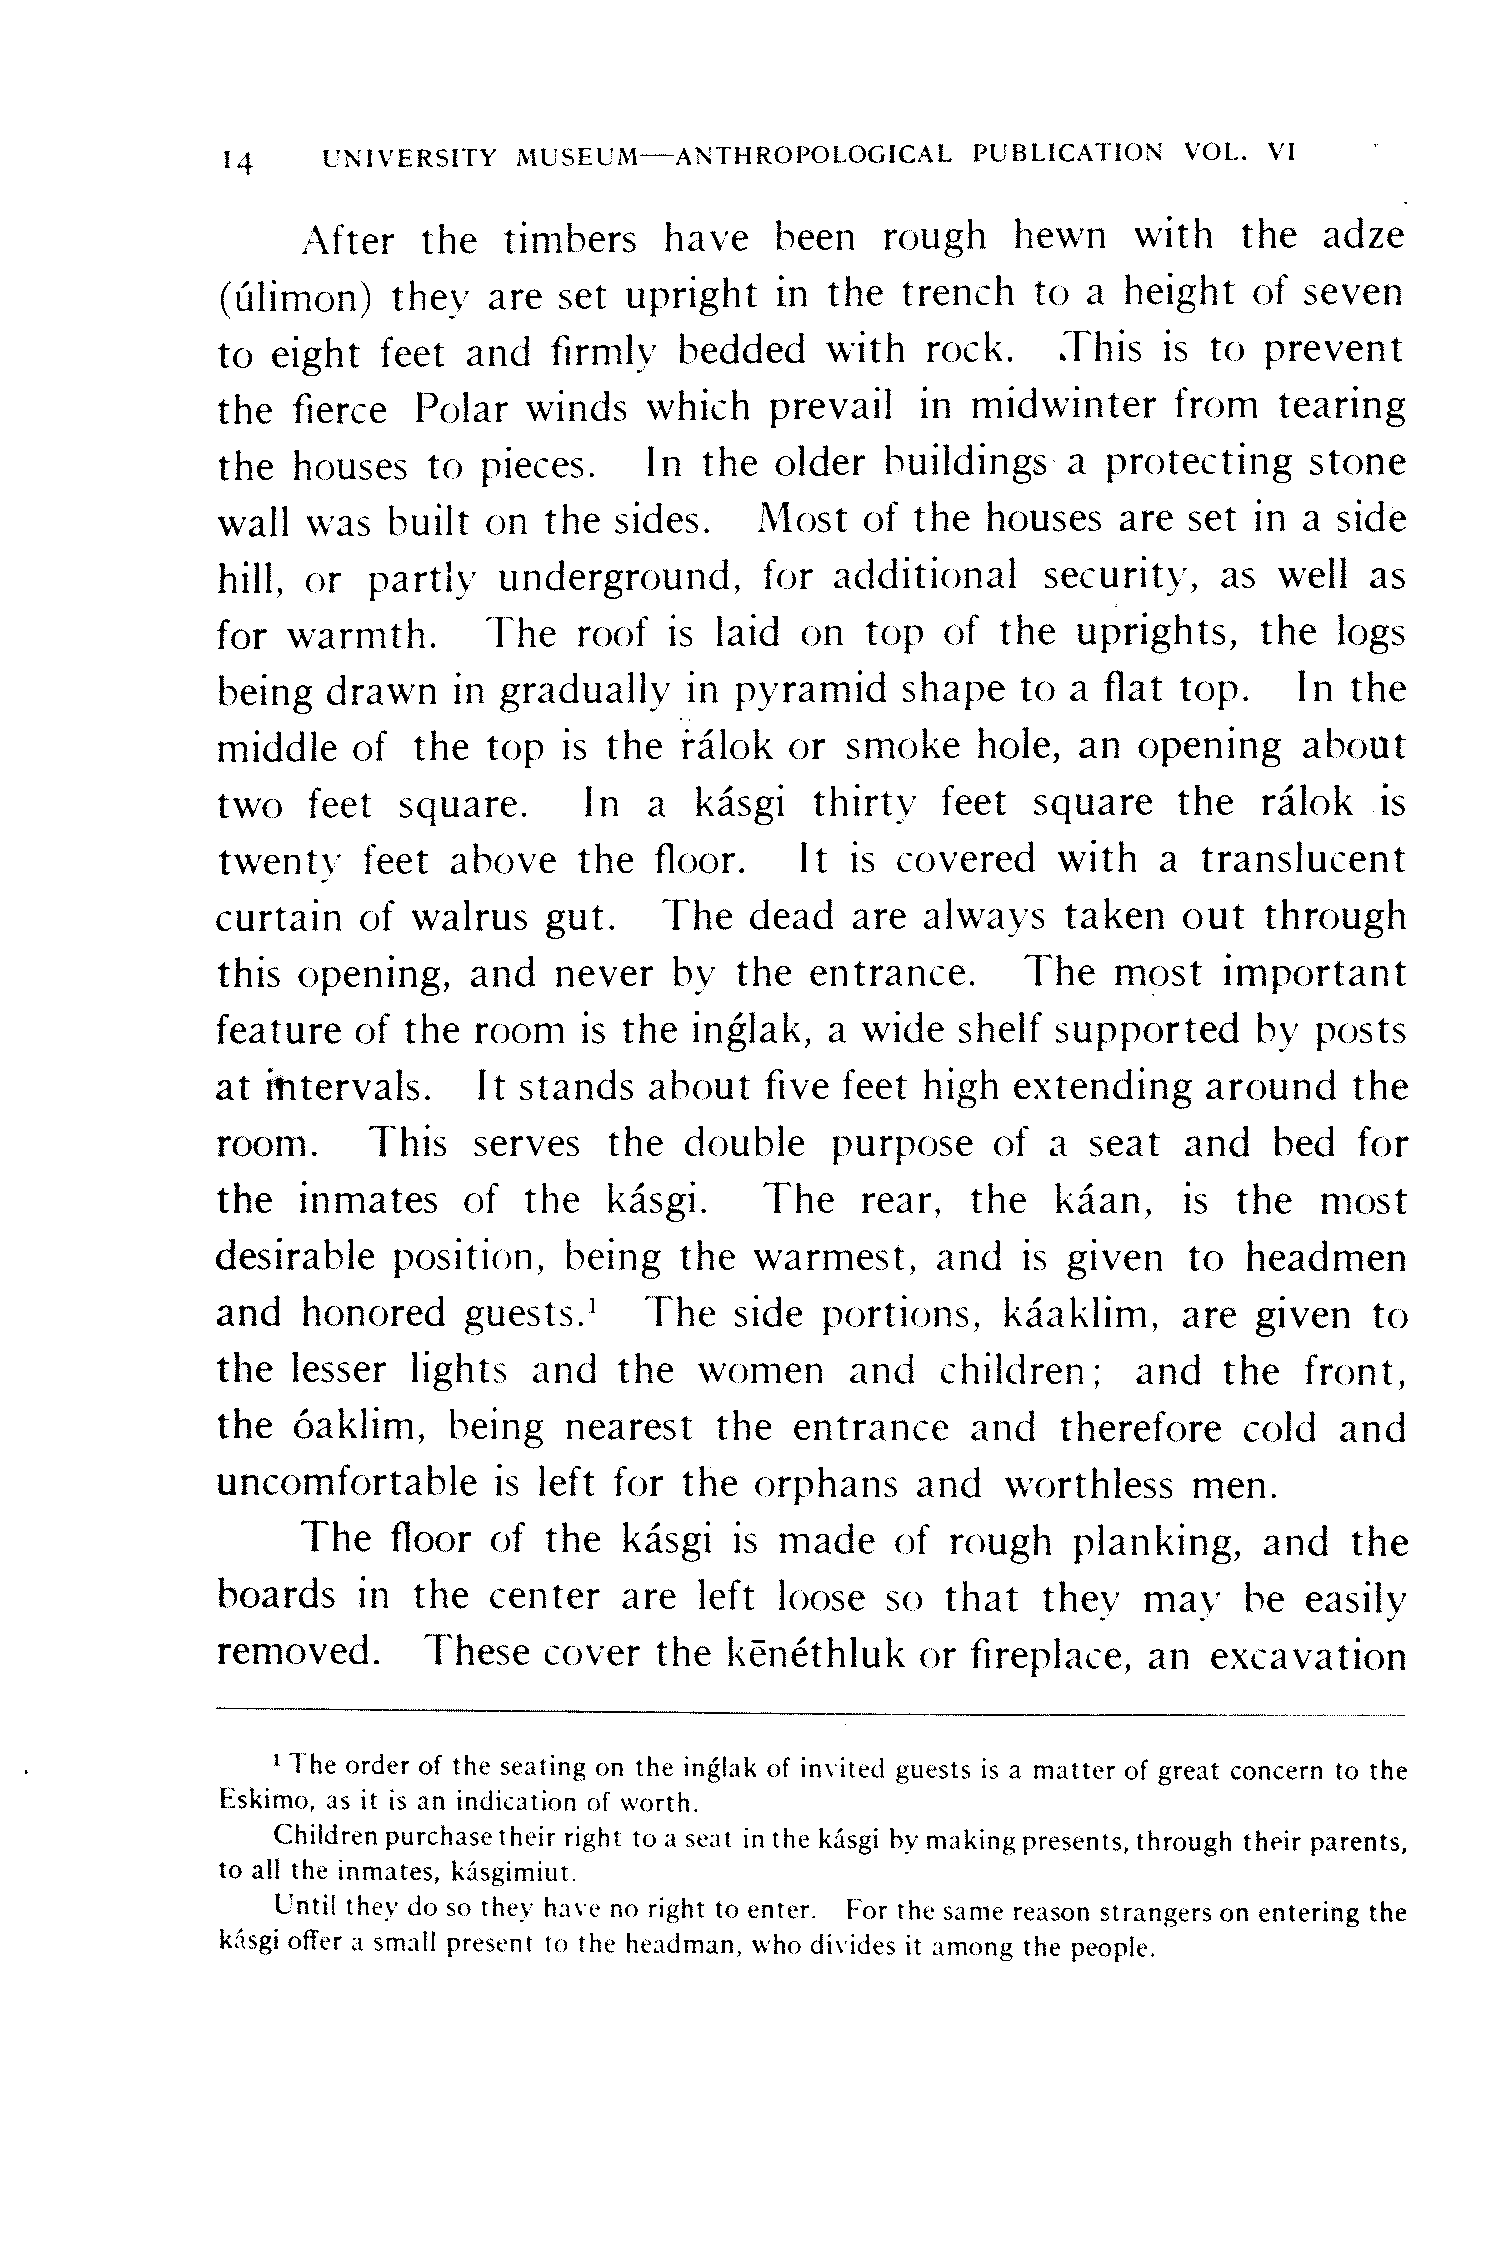 14 UNIVERSITY MUSEUM—ANTHROPOLOGICAL PUBLICATION VOL. VI
After the timbers have been rough hewn with the adze
(úlimon) they are set upright in the trench to a height of seven
to eight feet and firmly bedded with rock. This is to prevent
the fierce Polar winds which prevail in midwinter from tearing
the houses to pieces. In the older buildings a protecting stone
wall was built on the sides. Most of the houses are set in a side
hill, or partly underground, for additional security, as well as
for warmth. The roof is laid on top of the uprights, the logs
being drawn in gradually in pyramid shape to a flat top. In the
middle of the top is the ṙálok or smoke hole, an opening about
two feet square. In a kásgi thirty feet square the rálok is
twenty feet above the floor. It is covered with a translucent
curtain of walrus gut. The dead are always taken out through
this opening, and never by the entrance. The most important
feature of the room is the inǵlak, a wide shelf supported by posts
at intervals. It stands about five feet high extending around the
room. This serves the double purpose of a seat and bed for
the inmates of the kásgi. The rear, the káan, is the most
desirable position, being the warmest, and is given to headmen
and honored guests.¹ The side portions, káaklim, are given to
the lesser lights and the women and children; and the front,
the óaklim, being nearest the entrance and therefore cold and
uncomfortable is left for the orphans and worthless men.
The floor of the kásgi is made of rough planking, and the
boards in the center are left loose so that they may be easily
removed. These cover the kēnéthluk or fireplace, an excavation
¹ The order of the seating on the inǵlak of invited guests is a matter of great concern to the
Eskimo, as it is an indication of worth.
Children purchase their right to a seat in the kásgi by making presents, through their parents,
to all the inmates, kásgimiut.
Until they do so they have no right to enter. For the same reason strangers on entering the
kásgi offer a small present to the headman, who divides it among the people.